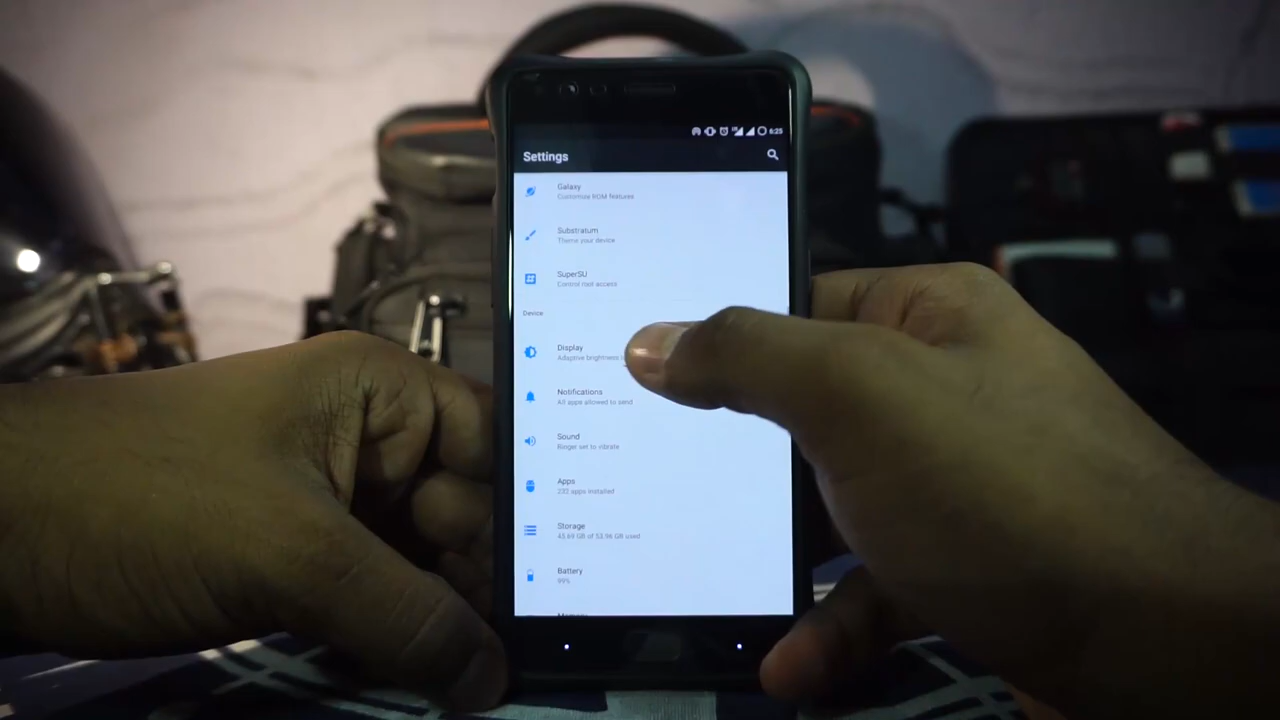 6:25
Settings
Galaxy
Customize ROM features
Substratum
Theme your device
SuperSU
Control root access
Device
Display
Adaptive brightness
Notifications
All apps allowed to send
Sound
Ringer set to vibrate
Apps
232 apps installed
Storage
45.69 GB of 53.96 GB used
Battery
99%